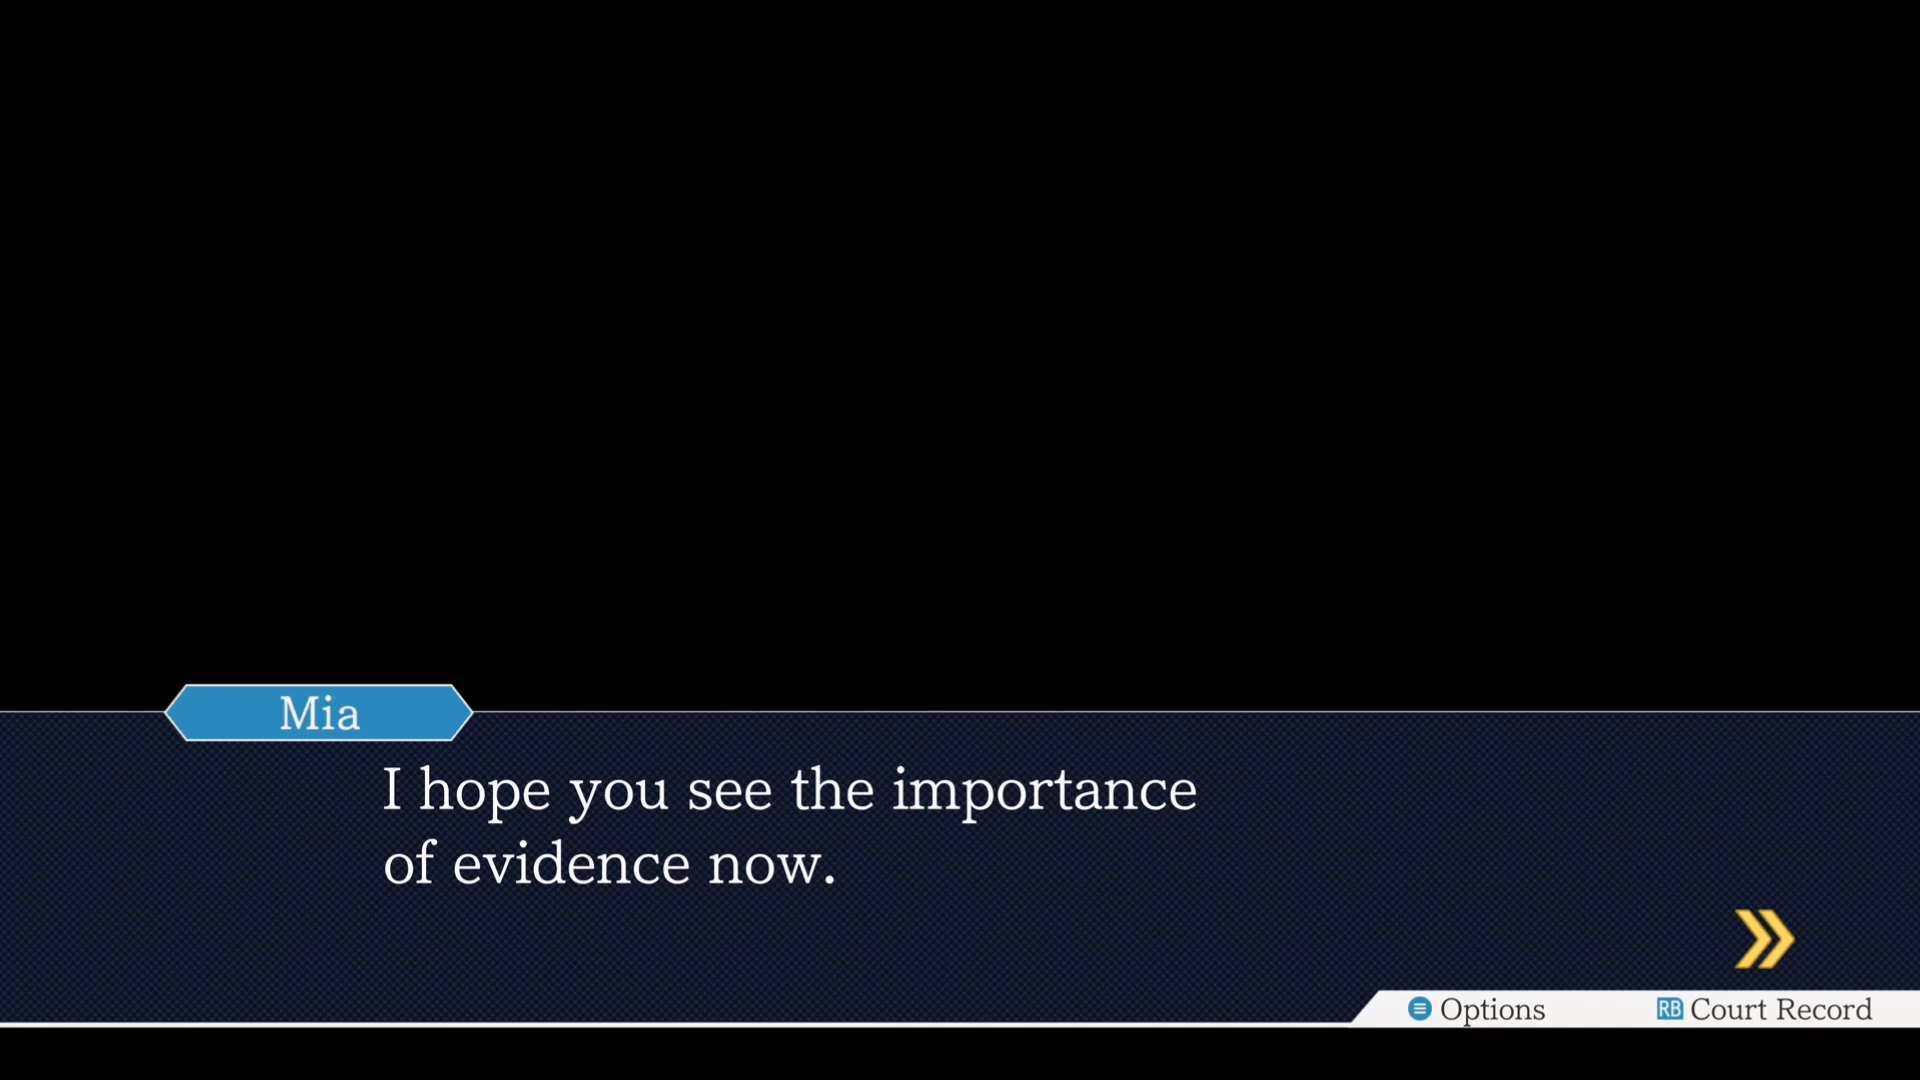 Mia
I hope you see the importance
of evidence now.
Options
RB Court Record